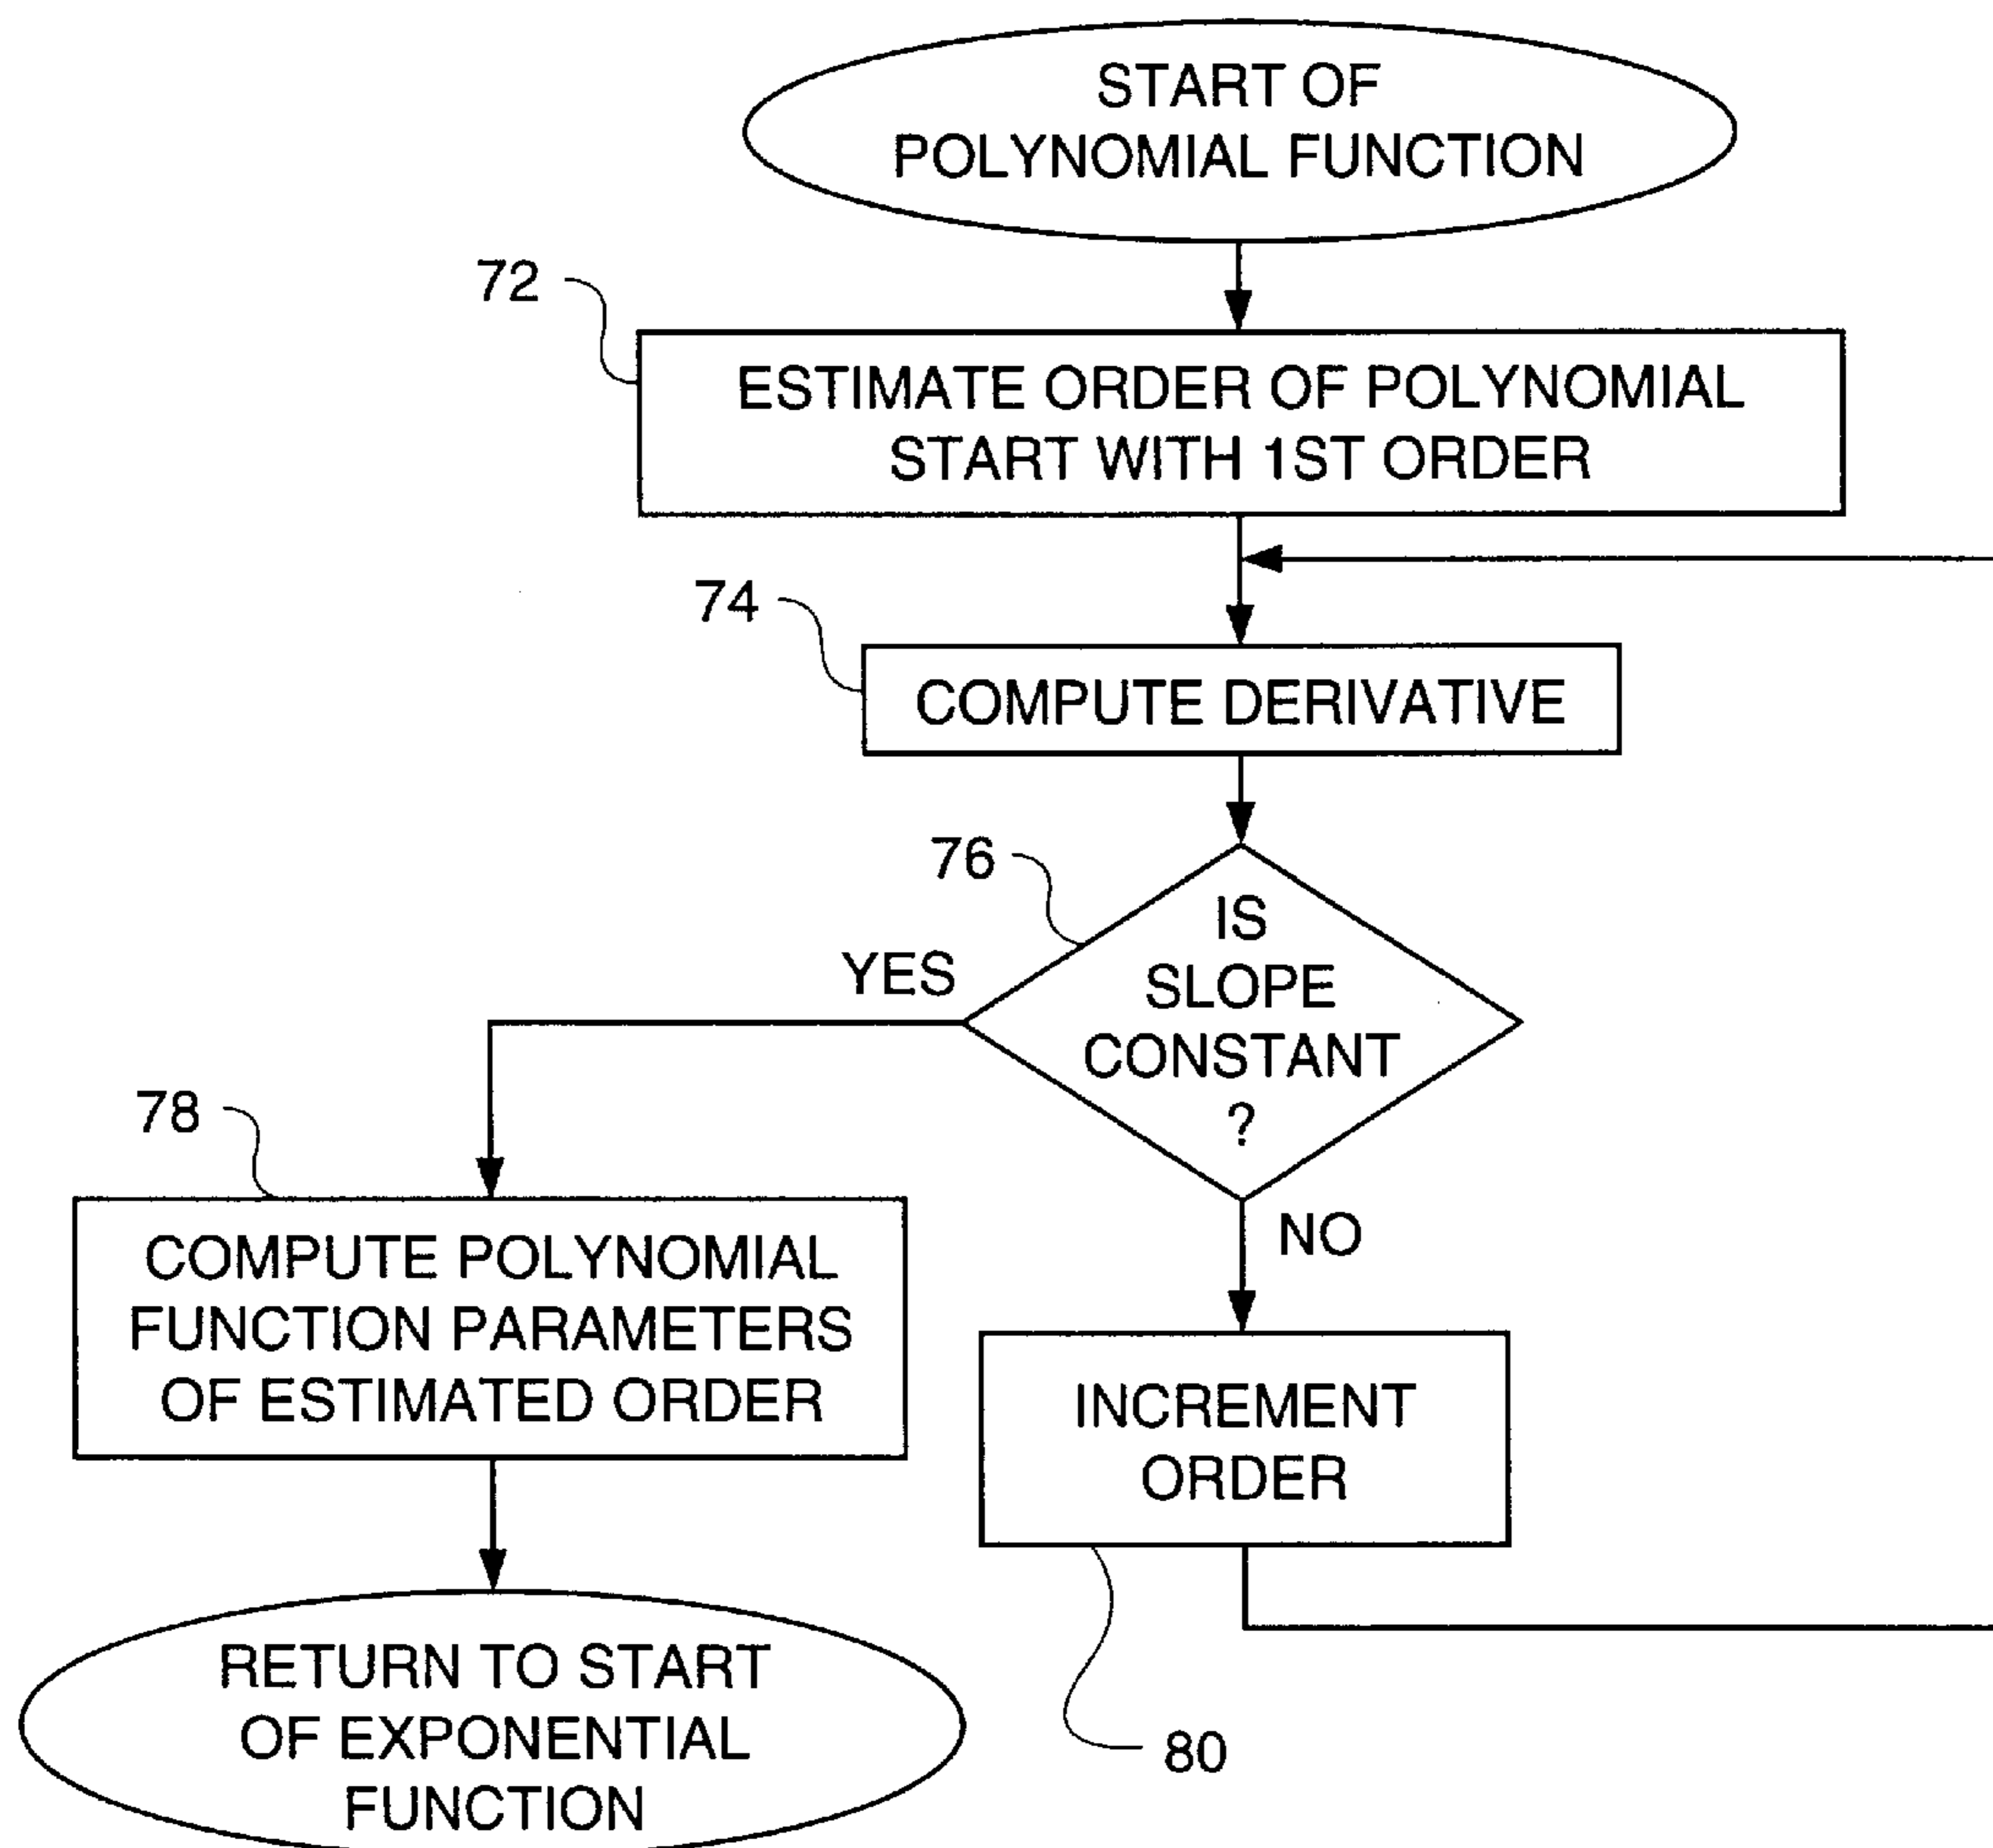 START OF
POLYNOMIAL FUNCTION
72
ESTIMATE ORDER OF POLYNOMIAL
START WITH 1ST ORDER
74
COMPUTE DERIVATIVE
76
IS
SLOPE
CONSTANT
?
YES
NO
78
COMPUTE POLYNOMIAL
FUNCTION PARAMETERS
OF ESTIMATED ORDER
INCREMENT
ORDER
80
RETURN TO START
OF EXPONENTIAL
FUNCTION